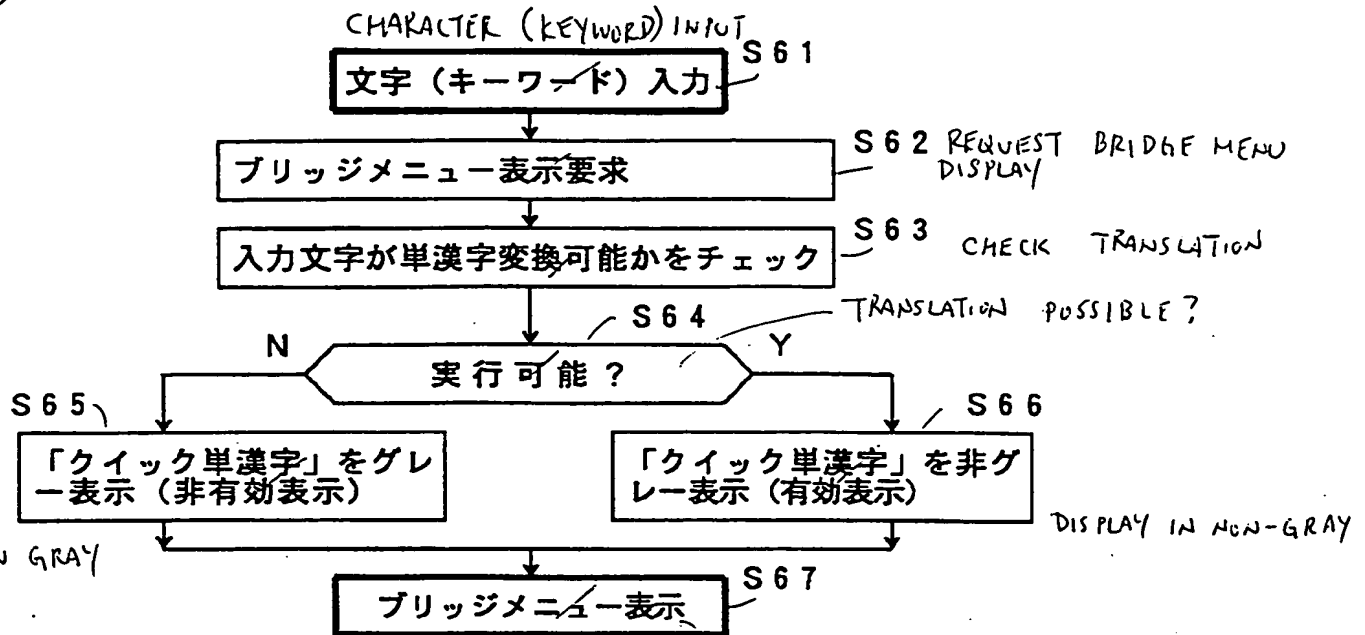 CHARACTER (KEYWORD) INPUT
S61
文字（キーワード）入力
S62 REQUEST BRIDGE MENU
DISPLAY
ブリッジメニュー表示要求
S63 CHECK TRANSLATION
入力文字が単漢字変換可能かをチェック
S64
TRANSLATION POSSIBLE?
N
Y
実行可能？
S65
S66
「クイック単漢字」をグレ
ー表示（非有効表示）
「クイック単漢字」を非グ
レー表示（有効表示）
DISPLAY IN NON-GRAY
GRAY
S67
ブリッジメニュー表示